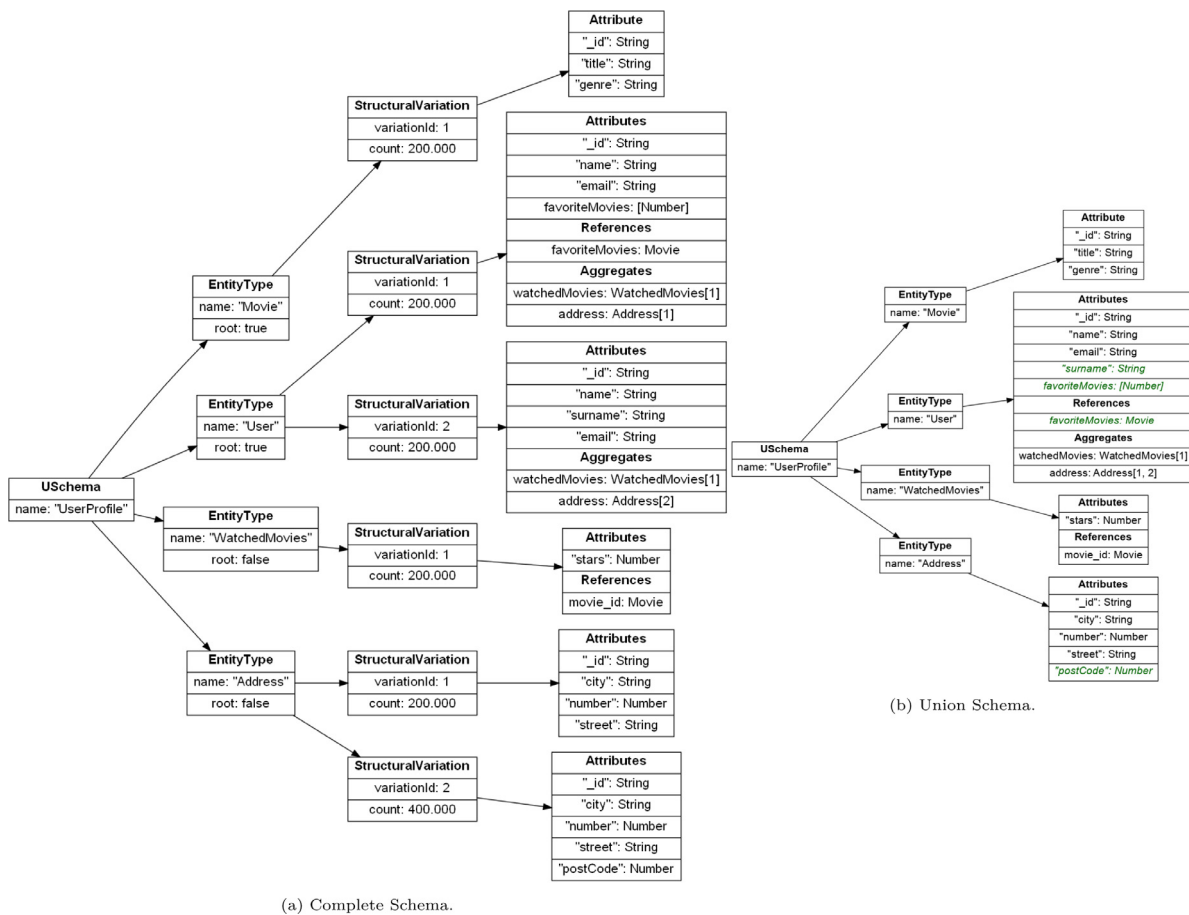 Attribute
"_id": String
"title": String
"genre": String
StructuralVariation
variationId: 1
count: 200.000
Attributes
"_id": String
"name": String
"email": String
favoriteMovies: [Number]
References
favoriteMovies: Movie
Aggregates
watchedMovies: WatchedMovies[1]
address: Address[1]
StructuralVariation
variationId: 1
count: 200.000
EntityType
name: "Movie"
root: true
Attributes
"_id": String
"name": String
"surname": String
"email": String
Aggregates
watchedMovies: WatchedMovies[1]
address: Address[2]
EntityType
name: "User"
root: true
StructuralVariation
variationId: 2
count: 200.000
USchema
name: "UserProfile"
EntityType
name: "WatchedMovies"
root: false
StructuralVariation
variationId: 1
count: 200.000
Attributes
"stars": Number
References
movie_id: Movie
EntityType
name: "Address"
root: false
StructuralVariation
variationId: 1
count: 200.000
Attributes
"_id": String
"city": String
"number": Number
"street": String
StructuralVariation
variationId: 2
count: 400.000
Attributes
"_id": String
"city": String
"number": Number
"street": String
"postCode": Number
(a) Complete Schema.
Attribute
"_id": String
"title": String
"genre": String
EntityType
name: "Movie"
Attributes
"_id": String
"name": String
"email": String
"surname": String
favoriteMovies: [Number]
References
favoriteMovies: Movie
Aggregates
watchedMovies: WatchedMovies[1]
address: Address[1, 2]
EntityType
name: "User"
USchema
name: "UserProfile"
EntityType
name: "WatchedMovies"
Attributes
"stars": Number
References
movie_id: Movie
EntityType
name: "Address"
Attributes
"_id": String
"city": String
"number": Number
"street": String
"postCode": Number
(b) Union Schema.